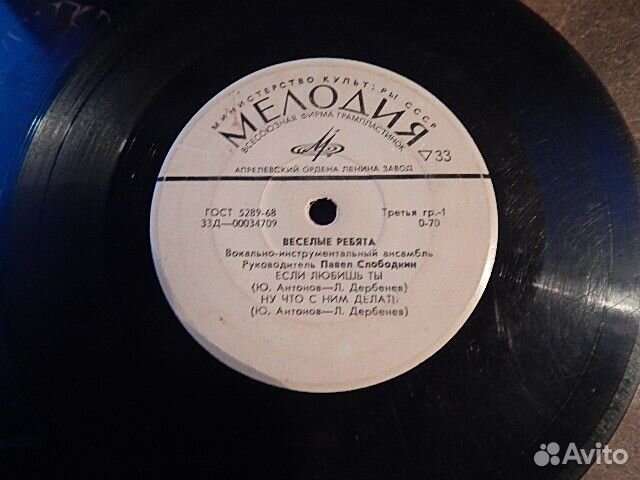 МИНИСТЕРСТВО КУЛЬТУРЫ СССР
МЕЛОДИЯ
ВСЕСОЮЗНАЯ ФИРМА ГРАМПЛАСТИНОК
▽33
АПРЕЛЕВСКИЙ ОРДЕНА ЛЕНИНА ЗАВОД
ГОСТ 5289-68
Третья гр.-1
33Д—00034709
0-70
ВЕСЕЛЫЕ РЕБЯТА
Вокально-инструментальный ансамбль
Руководитель Павел Слободкин
ЕСЛИ ЛЮБИШЬ ТЫ
(Ю. Антонов—Л. Дербенев)
НУ ЧТО С НИМ ДЕЛАТЬ
(Ю. Антонов—Л. Дербенев)
Avito